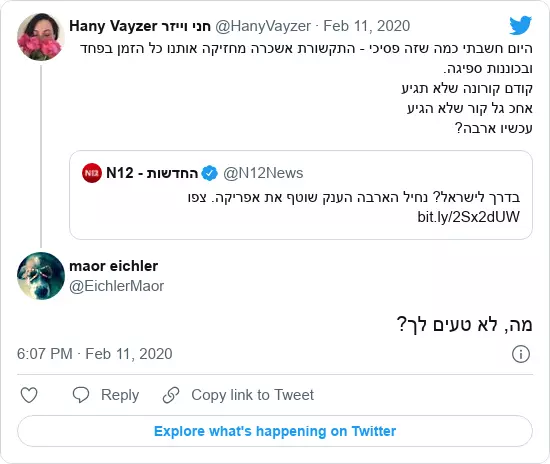 Hany Vayzer חני וייזר @HanyVayzer · Feb 11, 2020
היום חשבתי כמה שזה פסיכי - התקשורת אשכרה מחזיקה אותנו כל הזמן בפחד
ובכוננות ספיגה.
קודם קורונה שלא תגיע
אחכ גל קור שלא הגיע
עכשיו ארבה?
N12 החדשות - N12 @N12News
בדרך לישראל? נחיל הארבה הענק שוטף את אפריקה. צפו
bit.ly/2Sx2dUW
maor eichler
@EichlerMaor
מה, לא טעים לך?
6:07 PM · Feb 11, 2020
Reply
Copy link to Tweet
Explore what's happening on Twitter